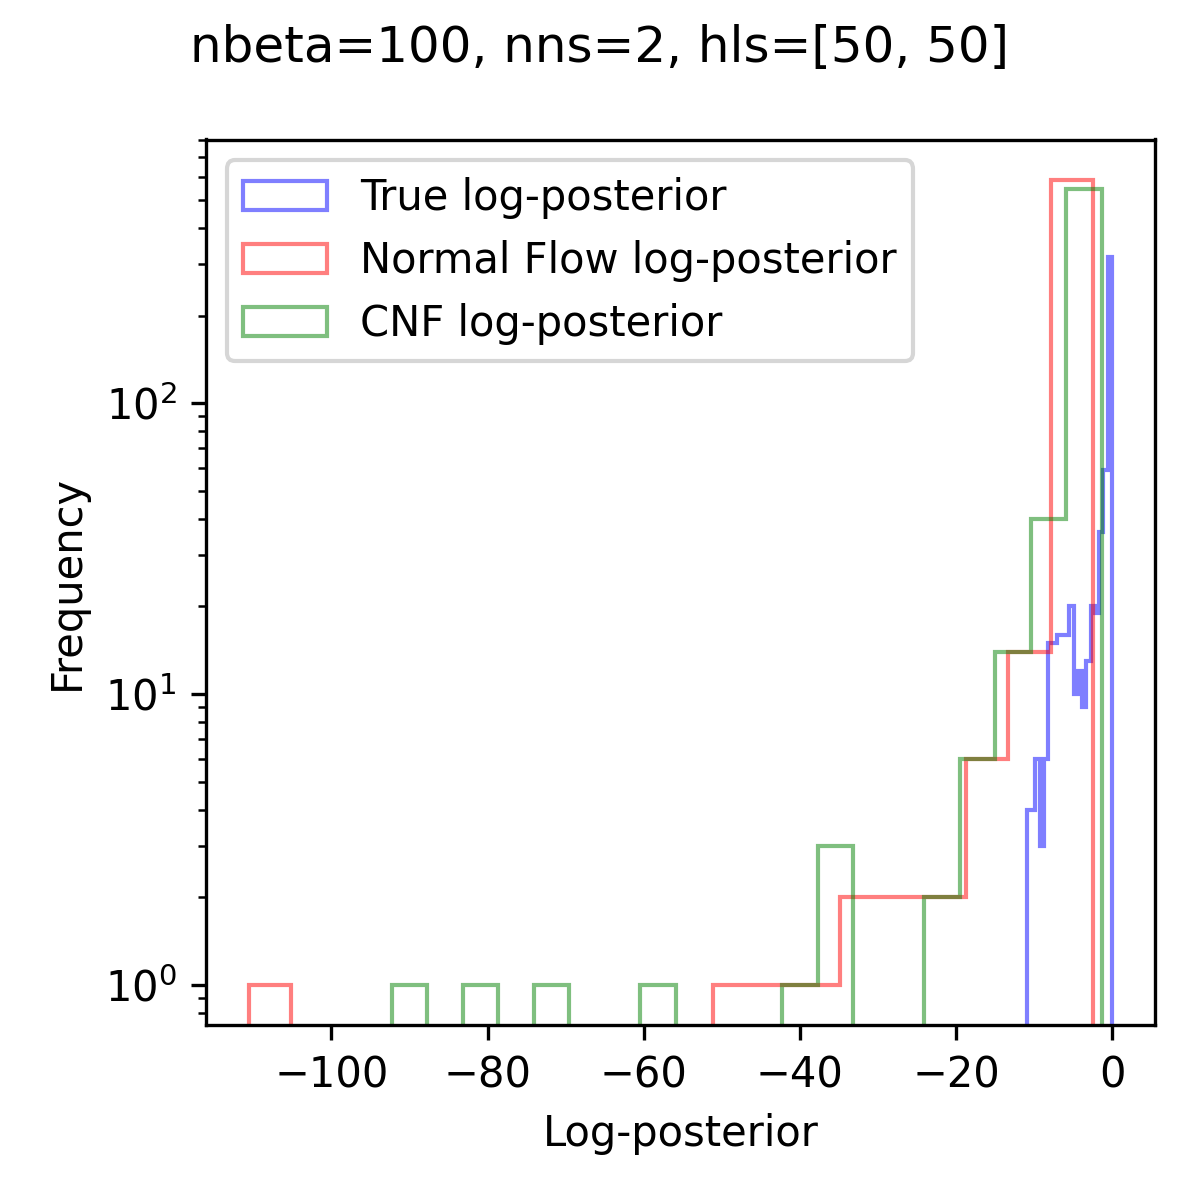 nbeta=100, nns=2, hls=[50, 50]
True log-posterior
Normal Flow log-posterior
CNF log-posterior
Frequency
10²
10¹
10⁰
−100 −80 −60 −40 −20 0
Log-posterior